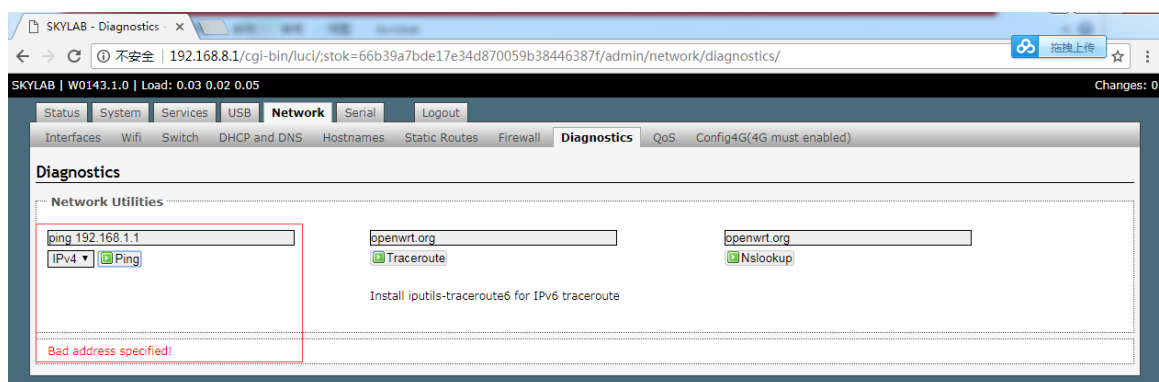 SKYLAB - Diagnostics -
不安全 | 192.168.8.1/cgi-bin/luci/;stok=66b39a7bde17e34d870059b38446387f/admin/network/diagnostics/
拖拽上传
SKYLAB | W0143.1.0 | Load: 0.03 0.02 0.05 Changes: 0
Status System Services USB Network Serial Logout
Interfaces Wifi Switch DHCP and DNS Hostnames Static Routes Firewall Diagnostics QoS Config4G(4G must enabled)
Diagnostics
Network Utilities
ping 192.168.1.1 openwrt.org openwrt.org
IPv4 Ping Traceroute Nslookup
Install iputils-traceroute6 for IPv6 traceroute
Bad address specified!